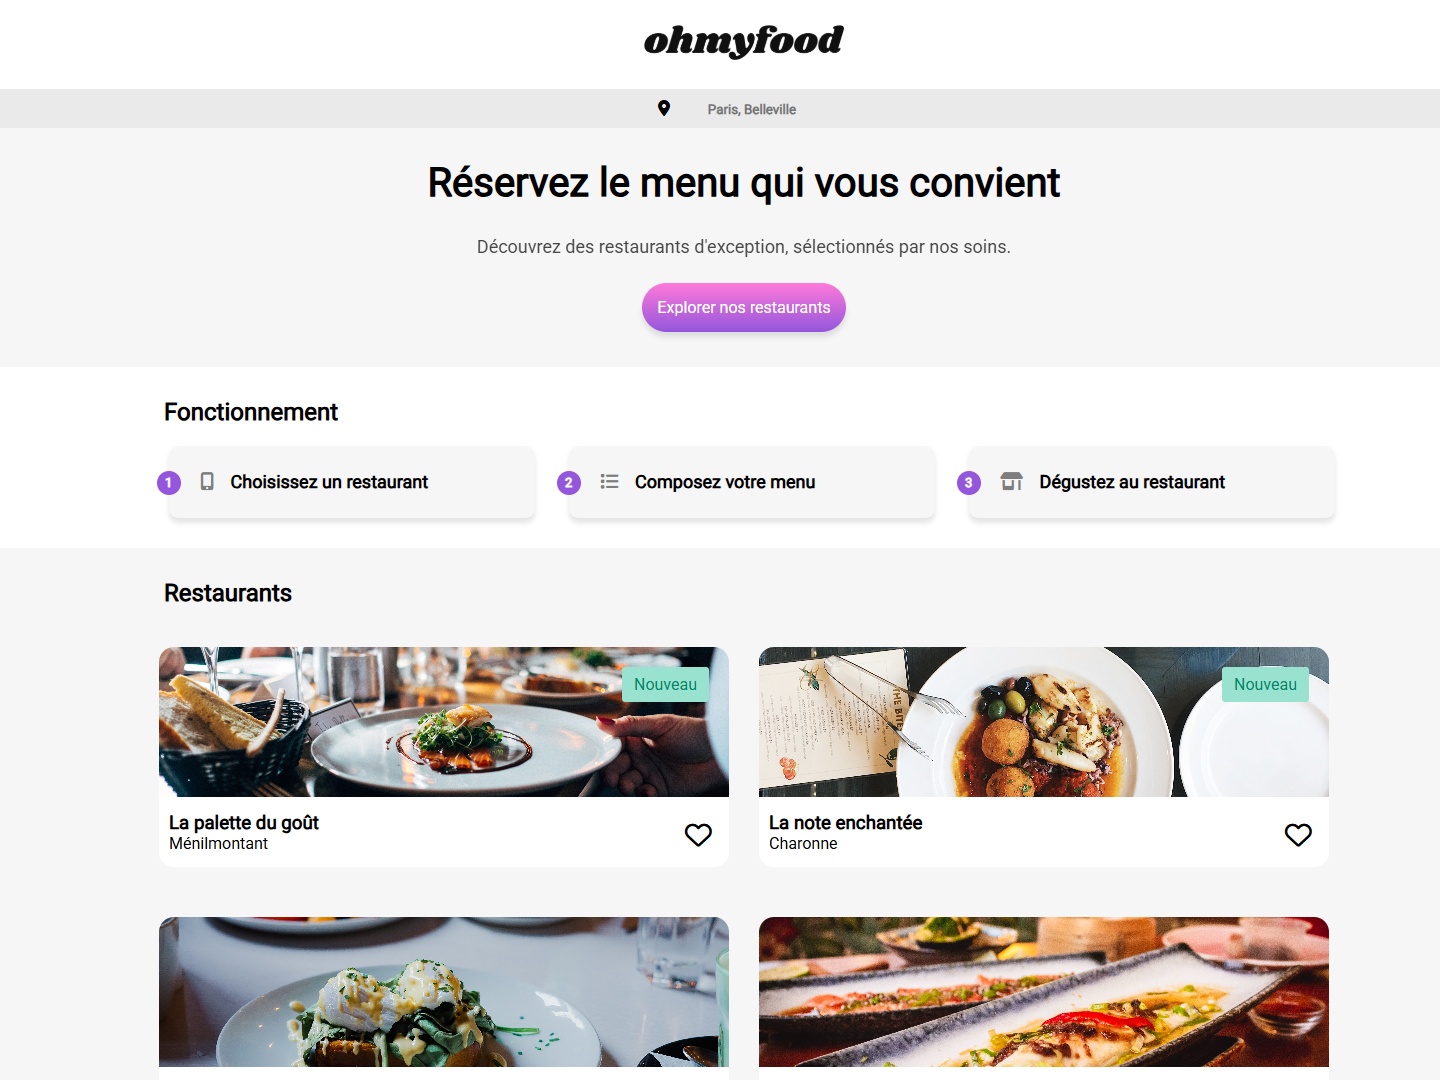 ohmyfood
Paris, Belleville
Réservez le menu qui vous convient
Découvrez des restaurants d'exception, sélectionnés par nos soins.
Explorer nos restaurants
Fonctionnement
1 Choisissez un restaurant
2 Composez votre menu
3 Dégustez au restaurant
Restaurants
Nouveau
Nouveau
THE BITE
La palette du goût
Ménilmontant
La note enchantée
Charonne